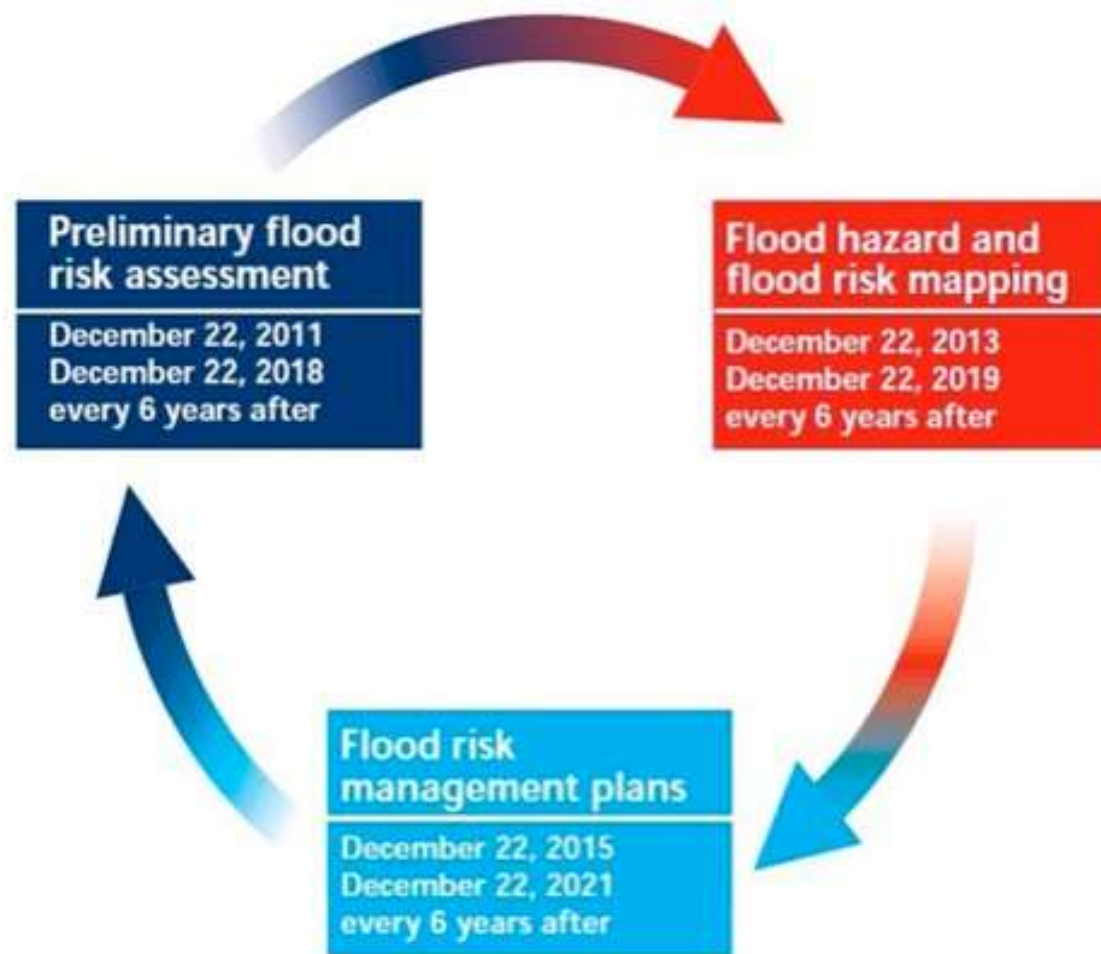 Preliminary flood
risk assessment
December 22, 2011
December 22, 2018
every 6 years after
Flood hazard and
flood risk mapping
December 22, 2013
December 22, 2019
every 6 years after
Flood risk
management plans
December 22, 2015
December 22, 2021
every 6 years after